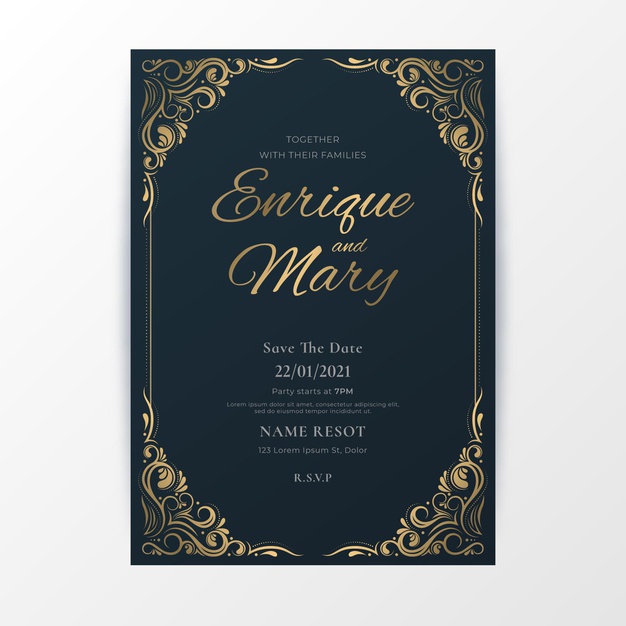 TOGETHER
WITH THEIR FAMILIES
Enrique
and
Mary
Save The Date
22/01/2021
Party starts at 7PM
Lorem ipsum dolor sit amet, consectetur adipiscing elit, sed
do eiusmod tempor incididunt ut labore.
NAME RESOT
123 Lorem Ipsum St, Dolor
R.S.V.P